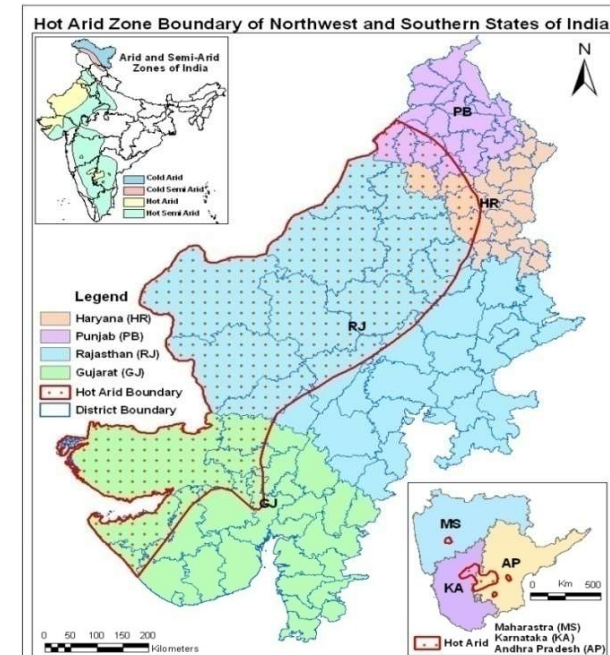 Hot Arid Zone Boundary of Northwest and Southern States of India
Arid and Semi-Arid
Zones of India
Cold Arid
Cold Semi Arid
Hot Arid
Hot Semi Arid
N
PB
HR
RJ
GJ
Legend
Haryana (HR)
Punjab (PB)
Rajasthan (RJ)
Gujarat (GJ)
Hot Arid Boundary
District Boundary
0 50 100 150 200
Kilometers
MS
AP
KA
Km
0 500
Hot Arid
Maharastra (MS)
Karnataka (KA)
Andhra Pradesh (AP)